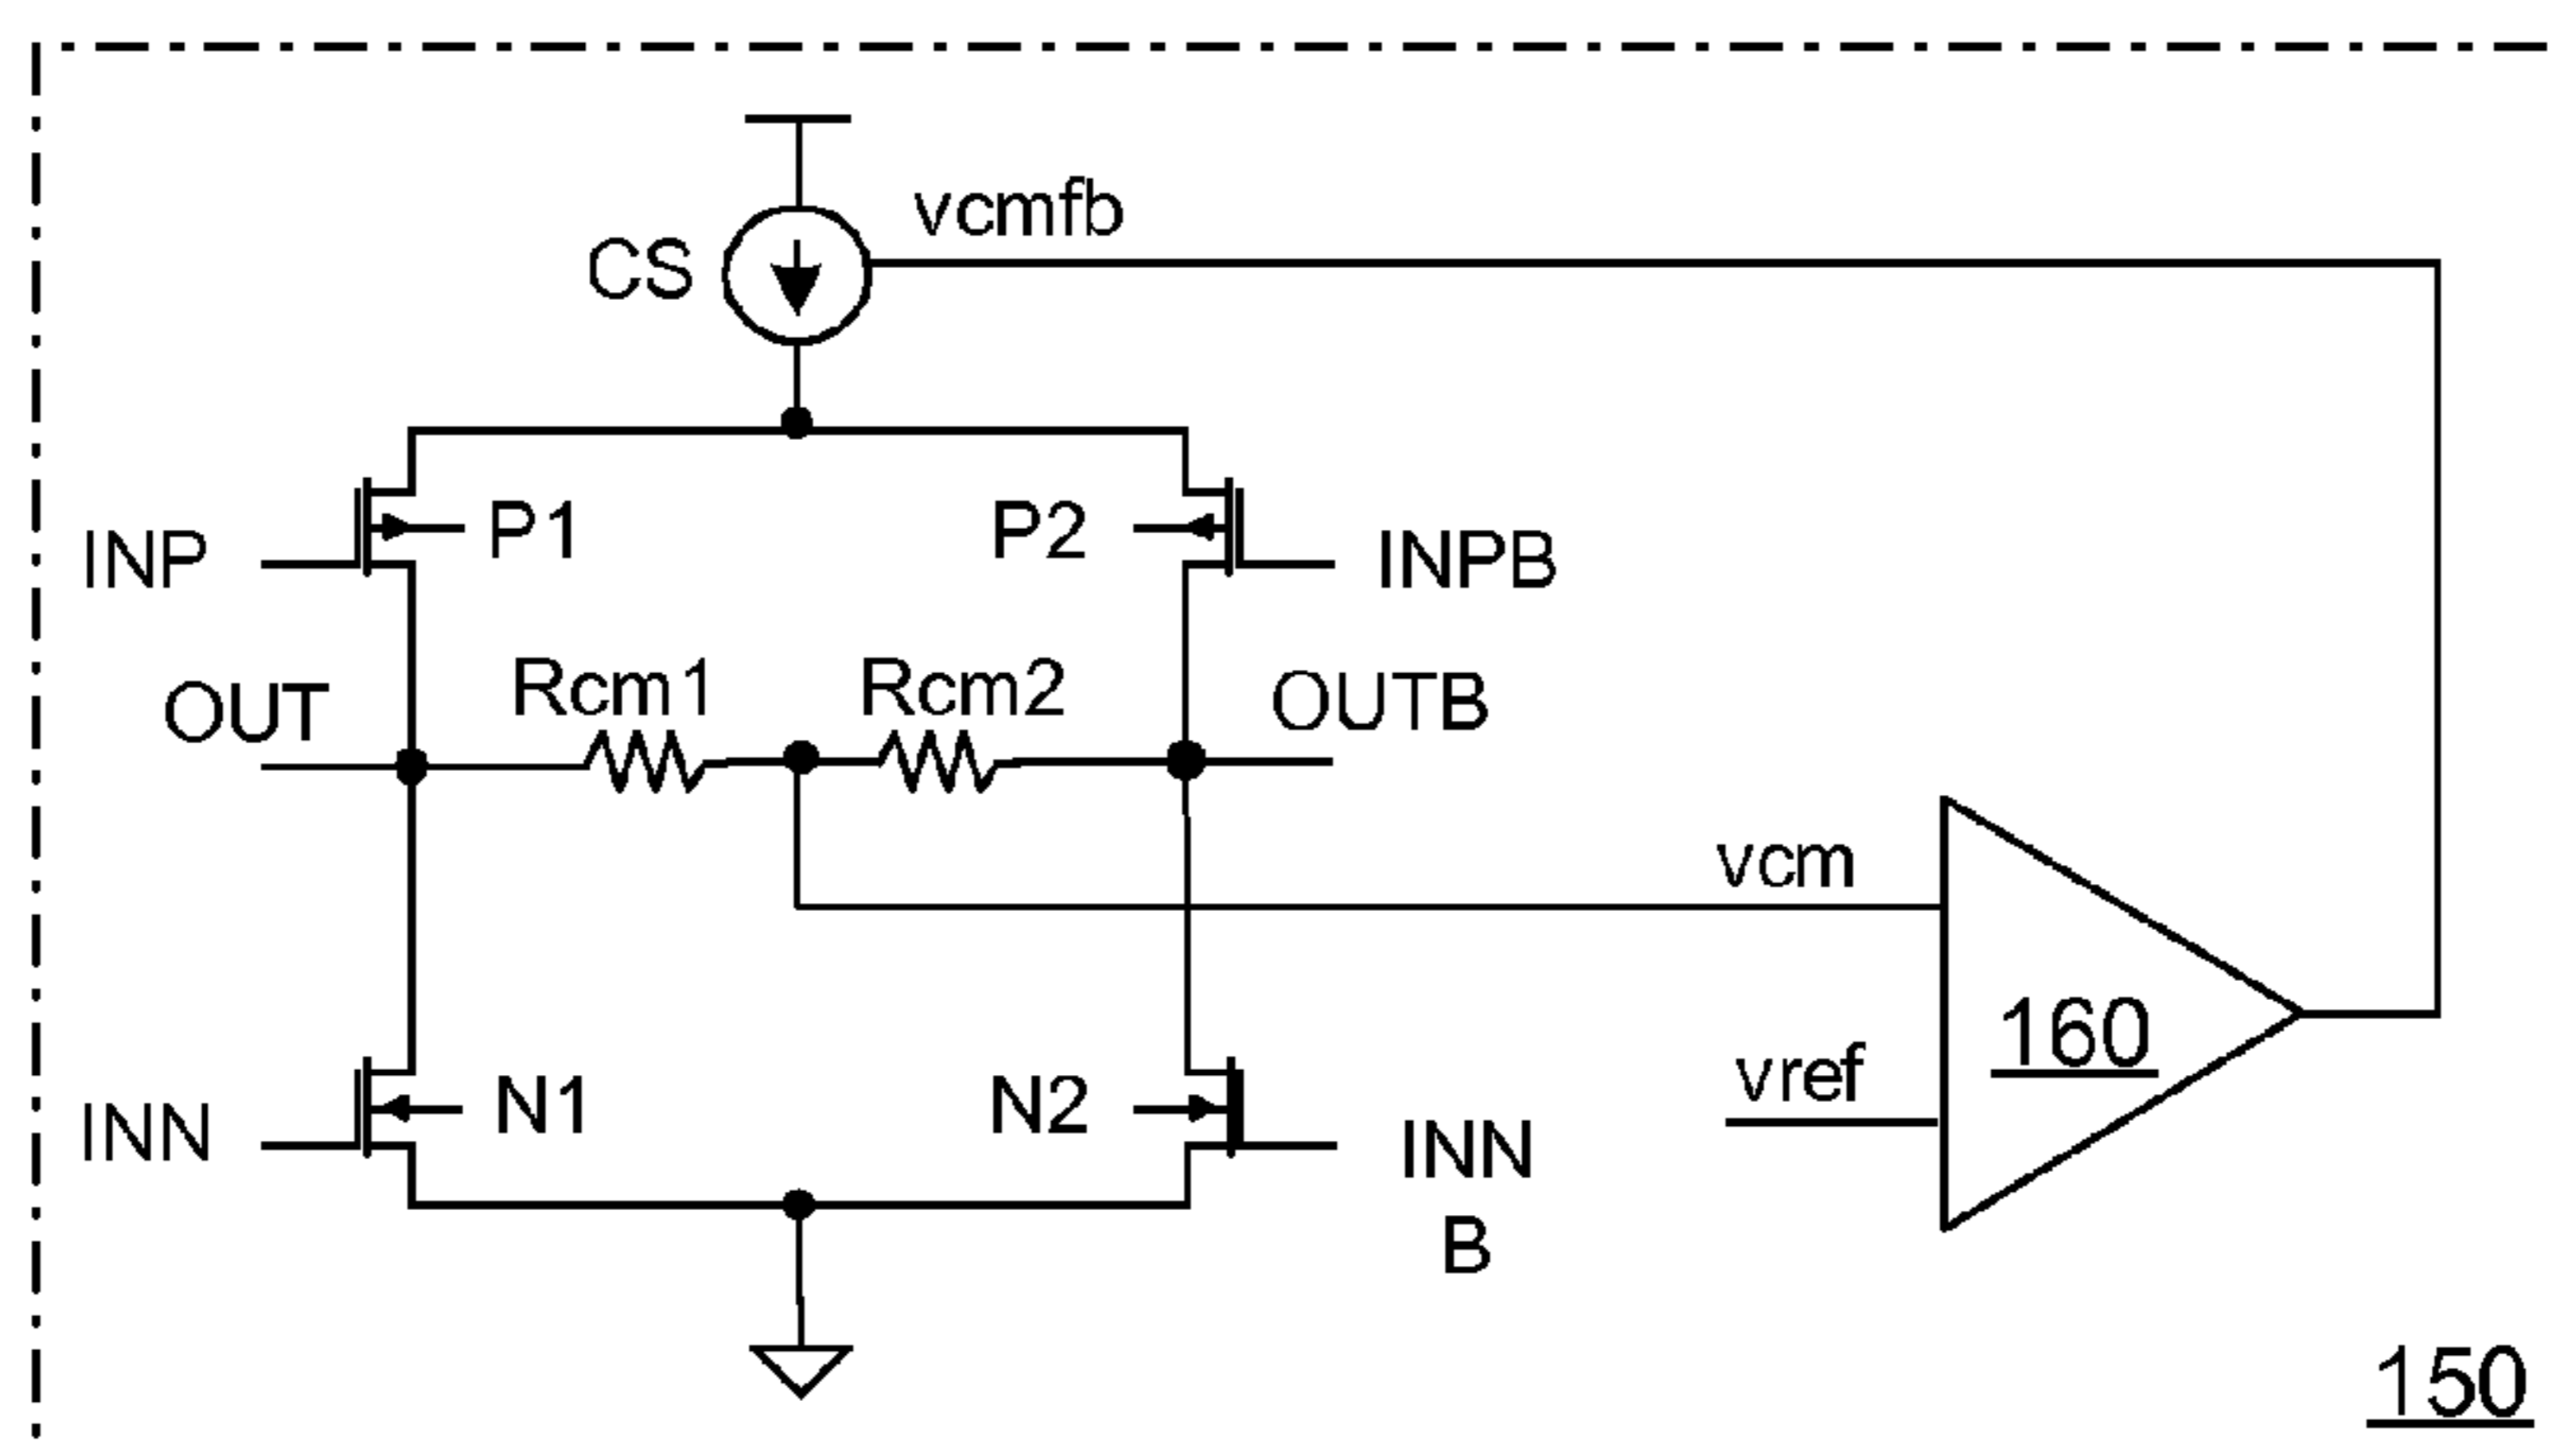 vcmfb
CS
P1
P2
INP
INPB
Rcm1
Rcm2
OUT
OUTB
vcm
160
vref
INN
N1
N2
INN
B
150